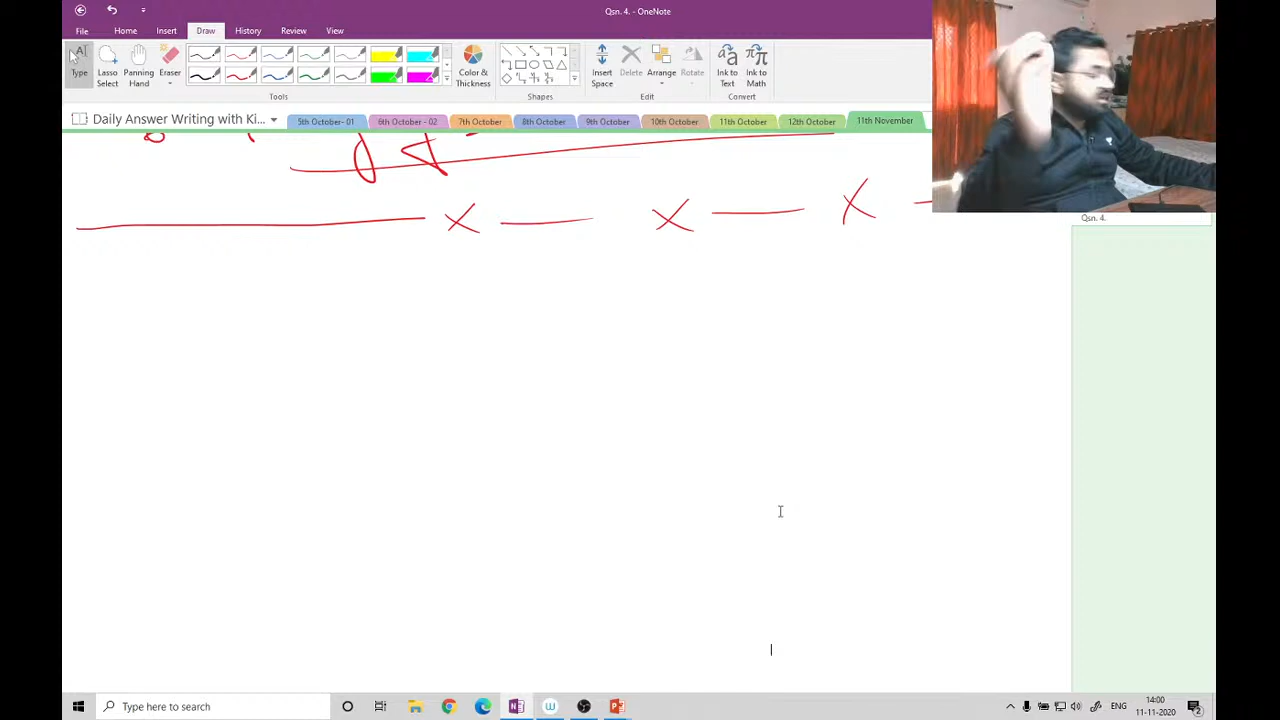 Qsn. 4. - OneNote
File Home Insert Draw History Review View
Type Lasso Select Panning Hand Eraser Color & Thickness Insert Space Delete Arrange Rotate Ink to Text Ink to Math
Tools Shapes Edit Convert
Daily Answer Writing with Ki... 5th October- 01 6th October - 02 7th October 8th October 9th October 10th October 11th October 12th October 11th November
x x x
Qsn. 4.
Type here to search
ENG 14:00
11-11-2020 2